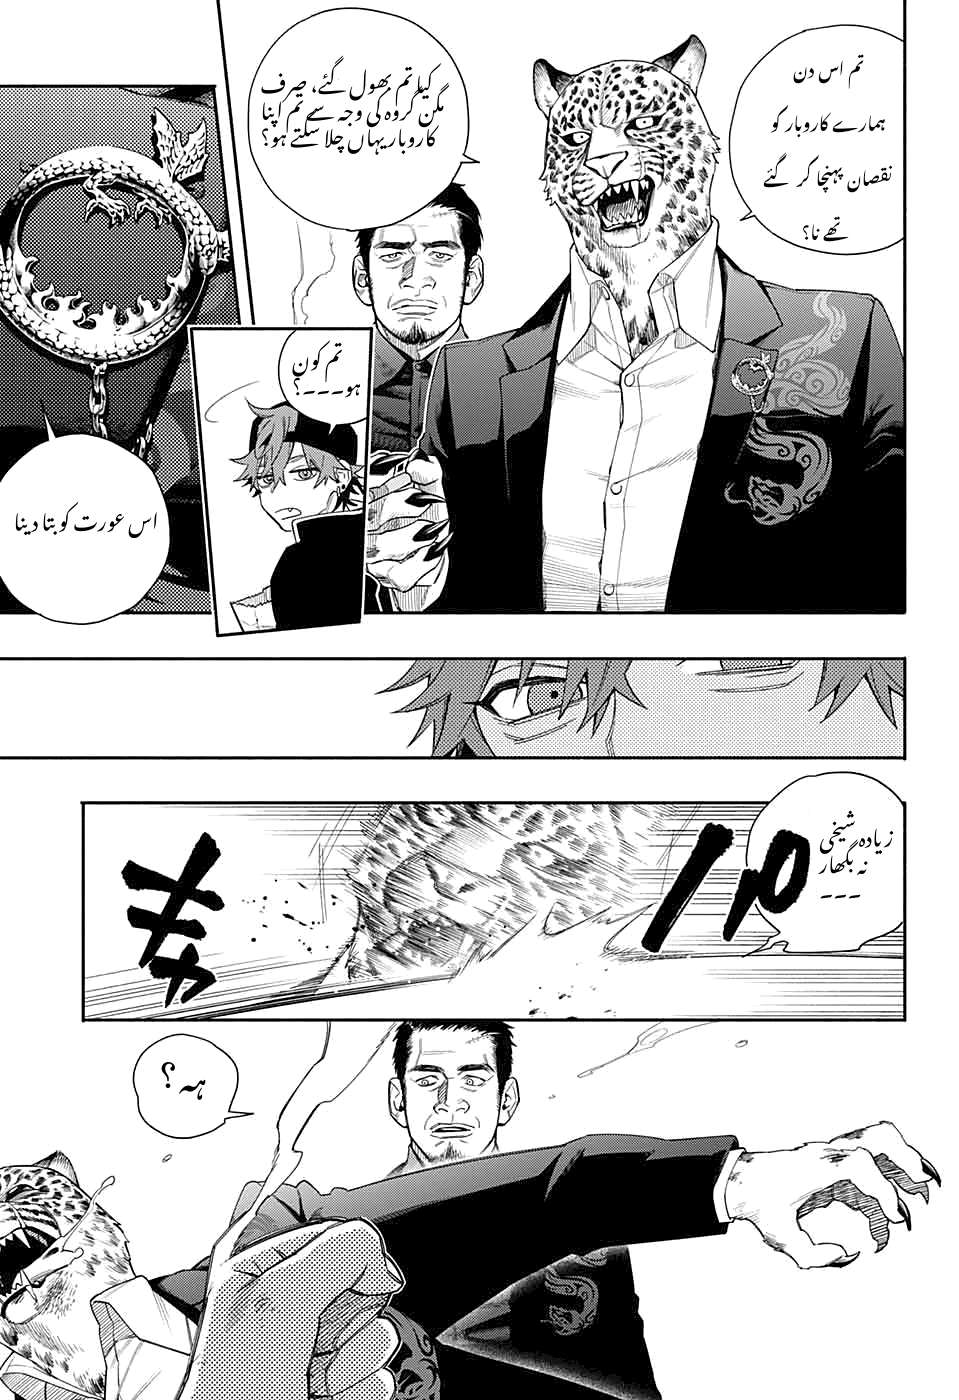 تم اس دن
ہمارے کاروبار کو
نقصان پہنچا کر گئے
تھے نا؟
کیا تم بھول گئے، صرف
مگن گروہ کی وجہ سے تم اپنا
کاروبار یہاں چلا سکتے ہو؟
تم کون
ہو۔۔۔؟
اس عورت کو بتا دینا
زیادہ شیخی
نہ بگھار
۔۔۔
ہہ؟